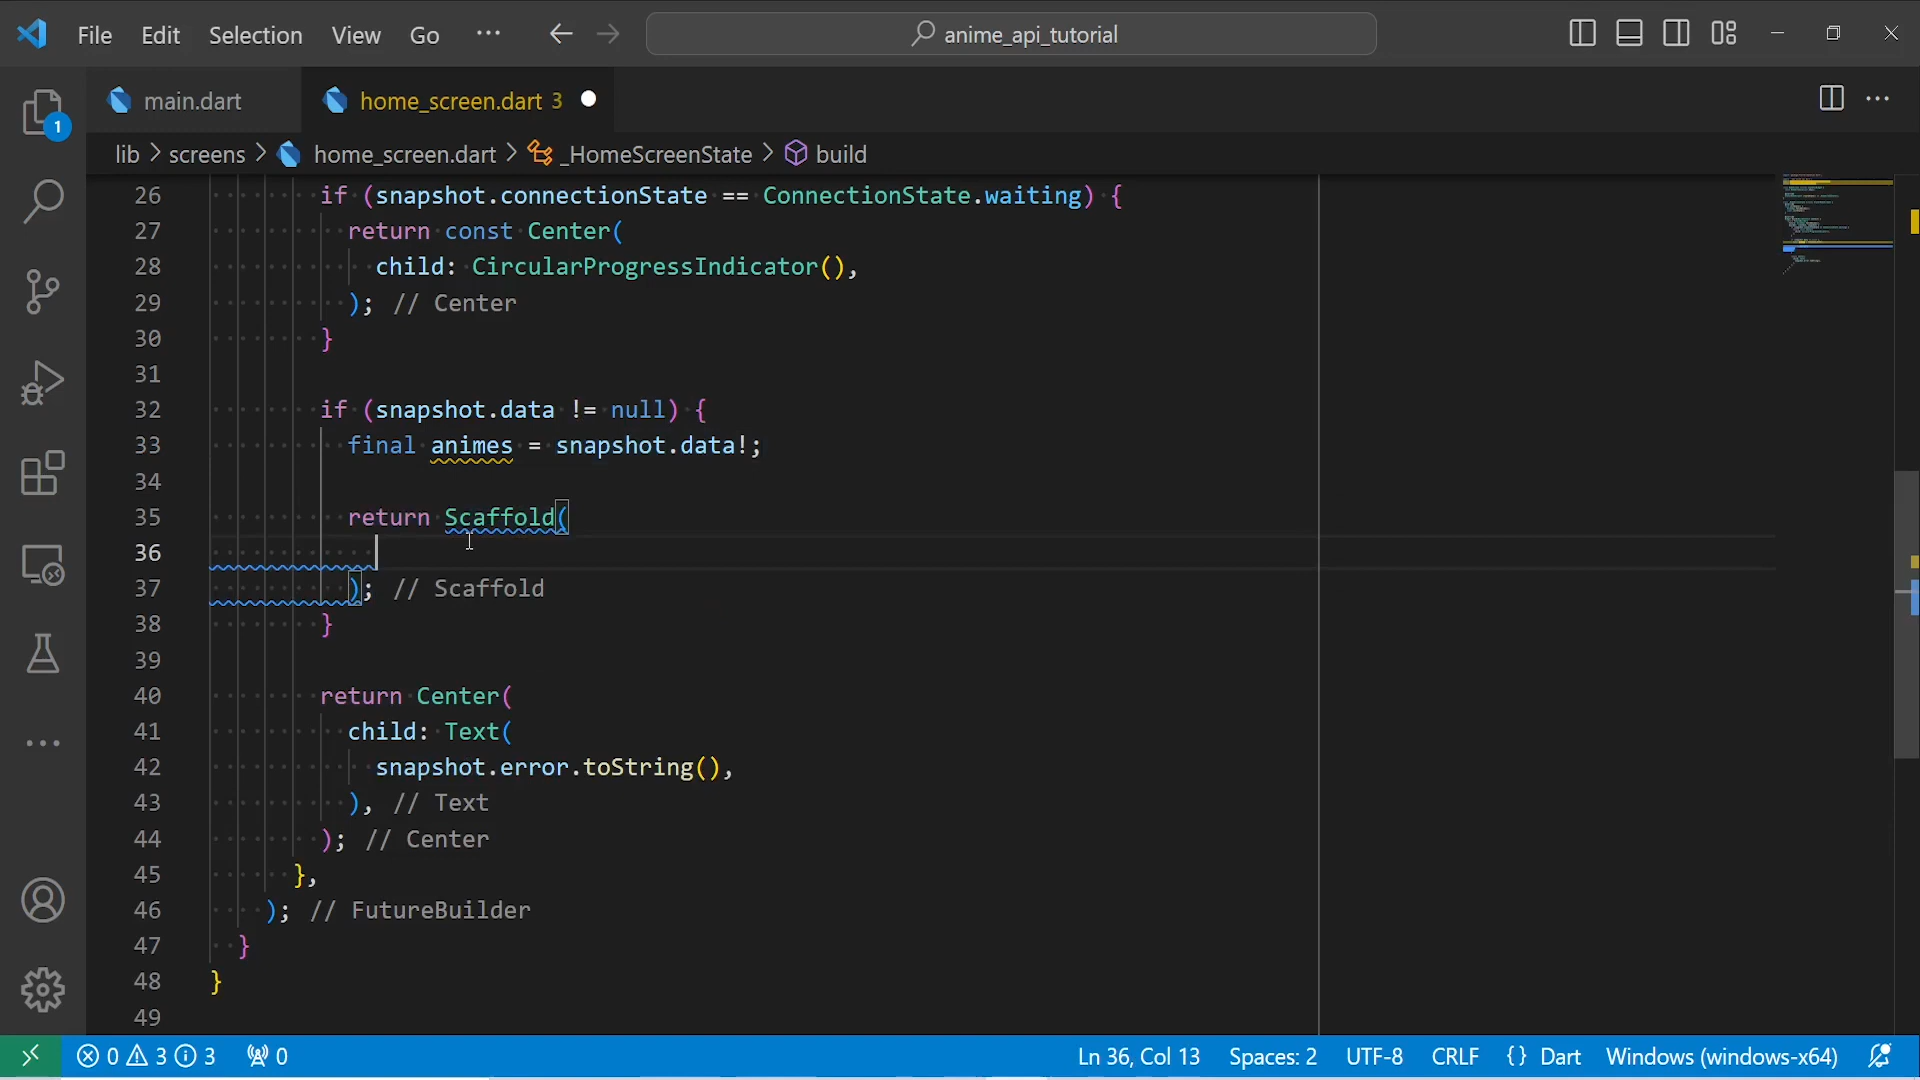 File Edit Selection View Go ··· anime_api_tutorial
main.dart home_screen.dart 3
1
lib > screens > home_screen.dart > _HomeScreenState > build
26 if (snapshot.connectionState == ConnectionState.waiting) {
27 return const Center(
28 child: CircularProgressIndicator(),
29 ); // Center
30 }
31
32 if (snapshot.data != null) {
33 final animes = snapshot.data!;
34
35 return Scaffold(
36
37 ); // Scaffold
38 }
39
40 return Center(
41 child: Text(
42 snapshot.error.toString(),
43 ), // Text
44 ); // Center
45 },
46 ); // FutureBuilder
47 }
48 }
49
0 3 3 0 Ln 36, Col 13 Spaces: 2 UTF-8 CRLF {} Dart Windows (windows-x64)